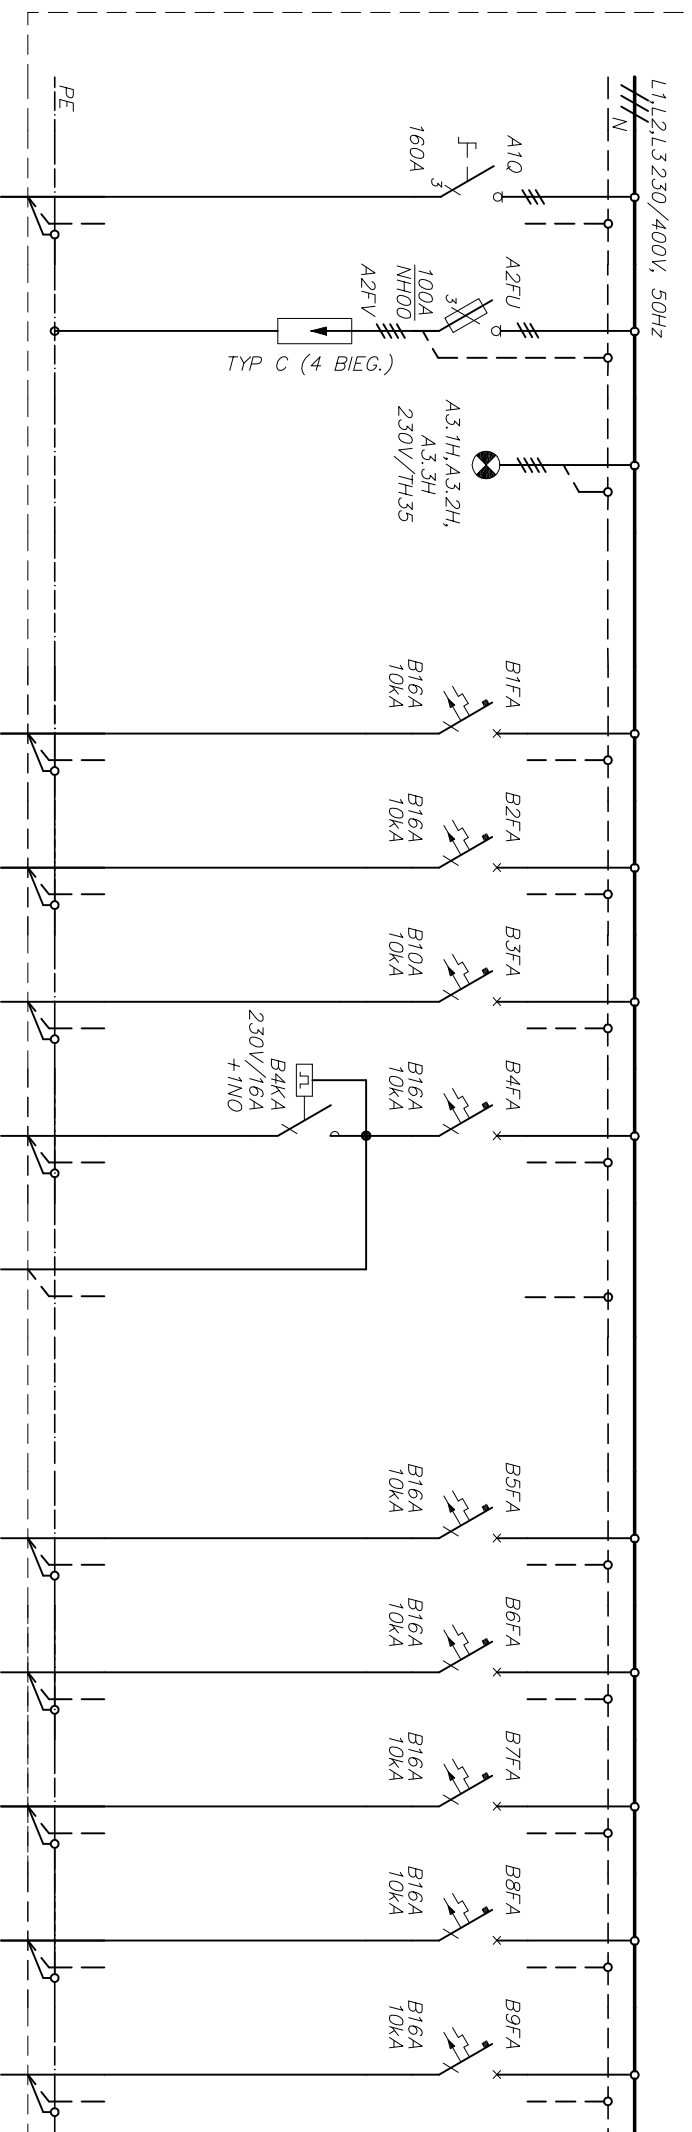 L1,L2,L3 230/400V, 50Hz
N
PE
A1Q
160A
3
A2FU
3
100A
NH00
A2FV
TYP C (4 BIEG.)
A3.1H,A3.2H,
A3.3H
230V/TH35
B1FA
B16A
10kA
B2FA
B16A
10kA
B3FA
B10A
10kA
B4FA
B16A
10kA
B4KA
230V/16A
+1NO
B5FA
B16A
10kA
B6FA
B16A
10kA
B7FA
B16A
10kA
B8FA
B16A
10kA
B9FA
B16A
10kA